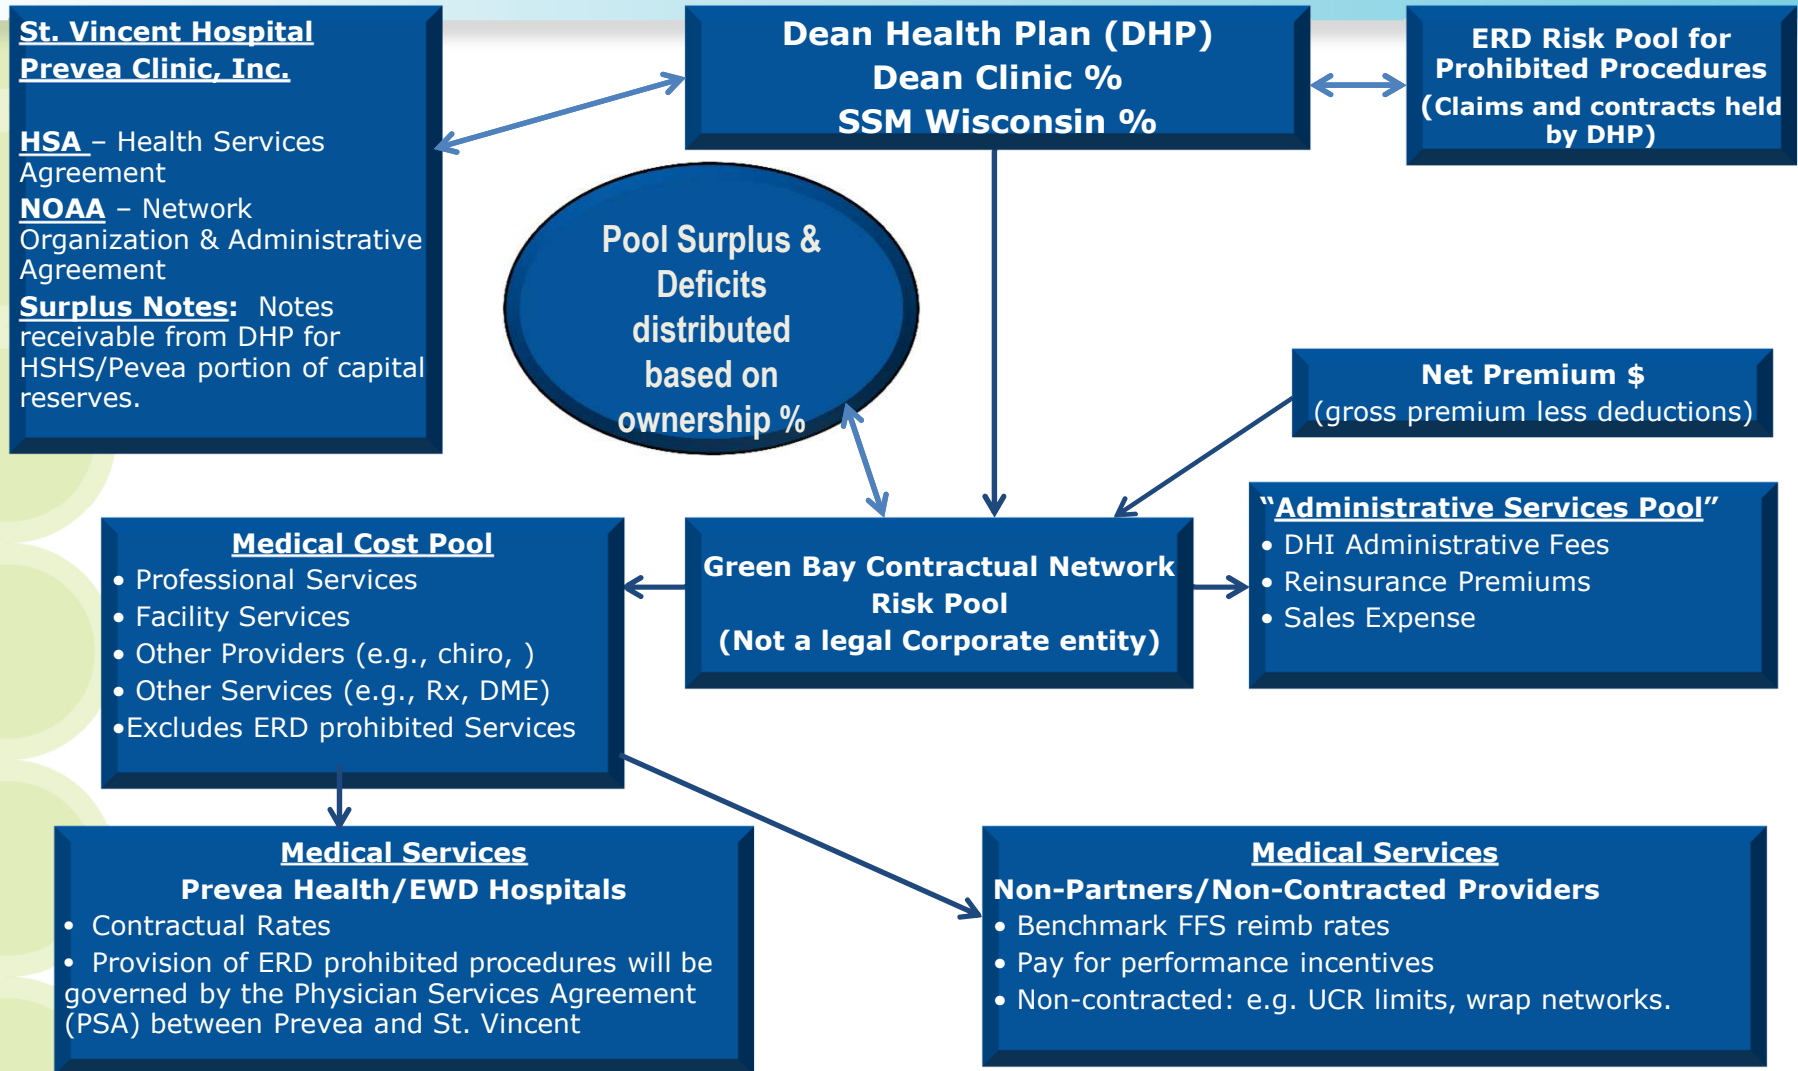 St. Vincent Hospital
Prevea Clinic, Inc.
HSA – Health Services
Agreement
NOAA – Network
Organization & Administrative
Agreement
Surplus Notes: Notes
receivable from DHP for
HSHS/Pevea portion of capital
reserves.
Dean Health Plan (DHP)
Dean Clinic %
SSM Wisconsin %
ERD Risk Pool for
Prohibited Procedures
(Claims and contracts held
by DHP)
Pool Surplus &
Deficits
distributed
based on
ownership %
Net Premium $
(gross premium less deductions)
Medical Cost Pool
• Professional Services
• Facility Services
• Other Providers (e.g., chiro, )
• Other Services (e.g., Rx, DME)
•Excludes ERD prohibited Services
Green Bay Contractual Network
Risk Pool
(Not a legal Corporate entity)
“Administrative Services Pool”
• DHI Administrative Fees
• Reinsurance Premiums
• Sales Expense
Medical Services
Prevea Health/EWD Hospitals
• Contractual Rates
• Provision of ERD prohibited procedures will be
governed by the Physician Services Agreement
(PSA) between Prevea and St. Vincent
Medical Services
Non-Partners/Non-Contracted Providers
• Benchmark FFS reimb rates
• Pay for performance incentives
• Non-contracted: e.g. UCR limits, wrap networks.